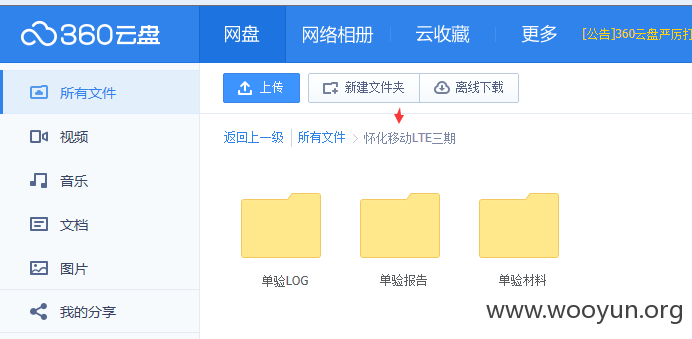 360云盘 网盘 网络相册 云收藏 更多 [公告]360云盘严厉打
所有文件
视频
音乐
文档
图片
我的分享
上传 新建文件夹 离线下载
返回上一级 所有文件 怀化移动LTE三期
单验LOG 单验报告 单验材料
www.wooyun.org